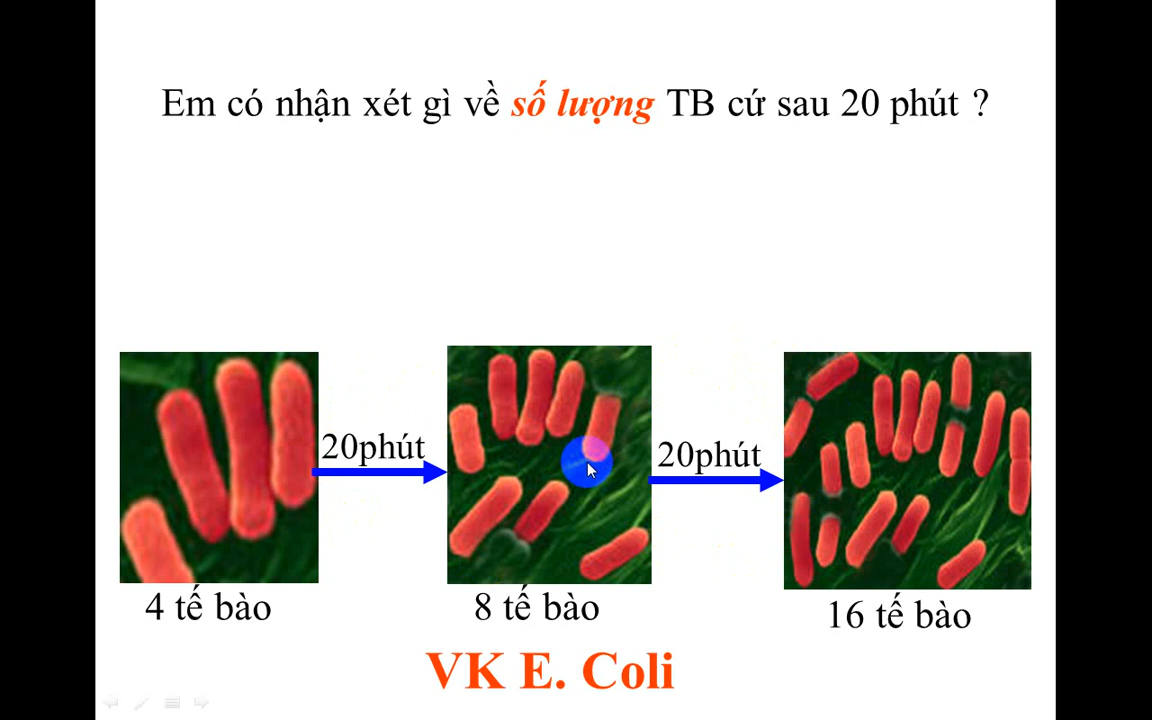 Em có nhận xét gì về số lượng TB cứ sau 20 phút ?
20phút
20phút
4 tế bào
8 tế bào
16 tế bào
VK E. Coli